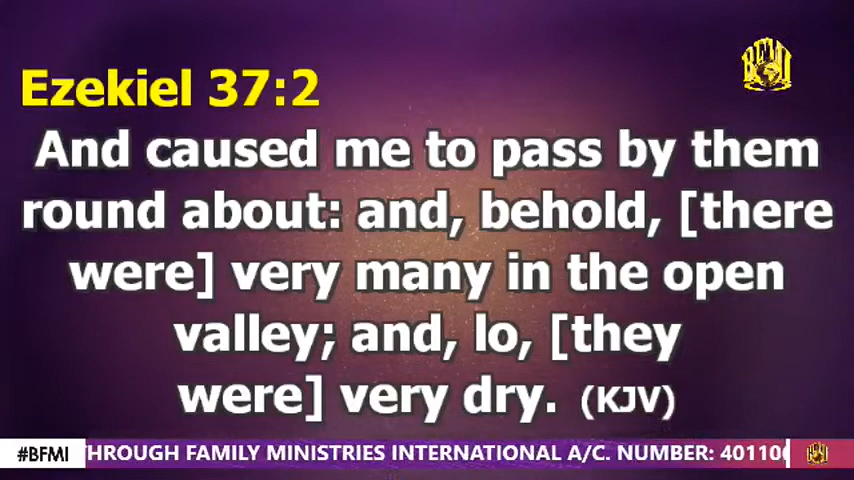 Ezekiel 37:2
And caused me to pass by them
round about: and, behold, [there
were] very many in the open
valley; and, lo, [they
were] very dry. (KJV)
#BFMI THROUGH FAMILY MINISTRIES INTERNATIONAL A/C. NUMBER: 40110